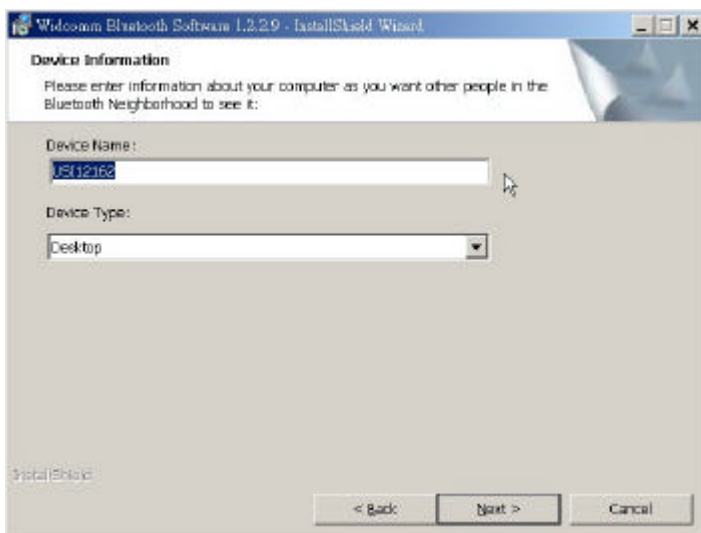 Widcomm Bluetooth Software 1.2.2.9 - InstallShield Wizard
Device Information
Please enter information about your computer as you want other people in the
Bluetooth Neighborhood to see it:
Device Name:
USI12162
Device Type:
Desktop
InstallShield
< Back
Next >
Cancel